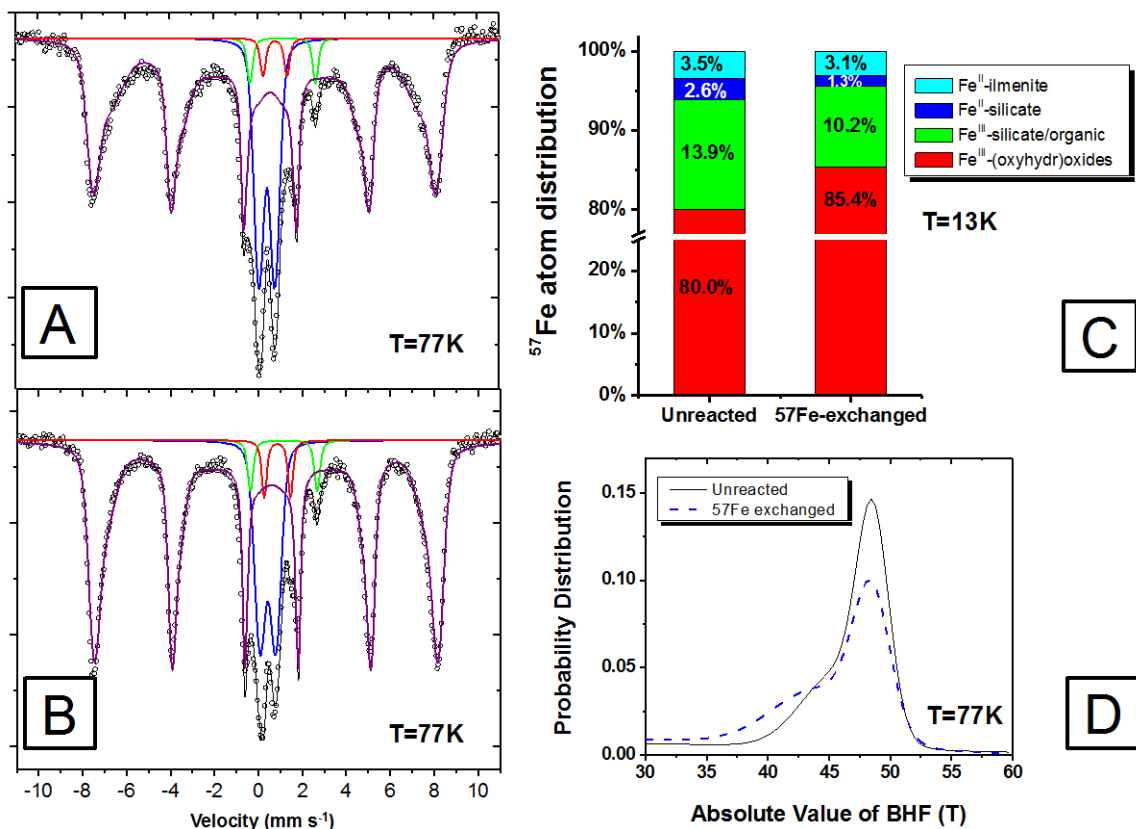 A
T=77K
B
T=77K
-10 -8 -6 -4 -2 0 2 4 6 8 10
Velocity (mm s-1)
57Fe atom distribution
100%
90%
80%
20%
10%
0%
3.5%
2.6%
13.9%
80.0%
3.1%
1.3%
10.2%
85.4%
Unreacted 57Fe-exchanged
FeII-ilmenite
FeII-silicate
FeIII-silicate/organic
FeIII-(oxyhydr)oxides
T=13K
C
Probability Distribution
0.15
0.10
0.05
0.00
Unreacted
57Fe exchanged
T=77K
30 35 40 45 50 55 60
Absolute Value of BHF (T)
D